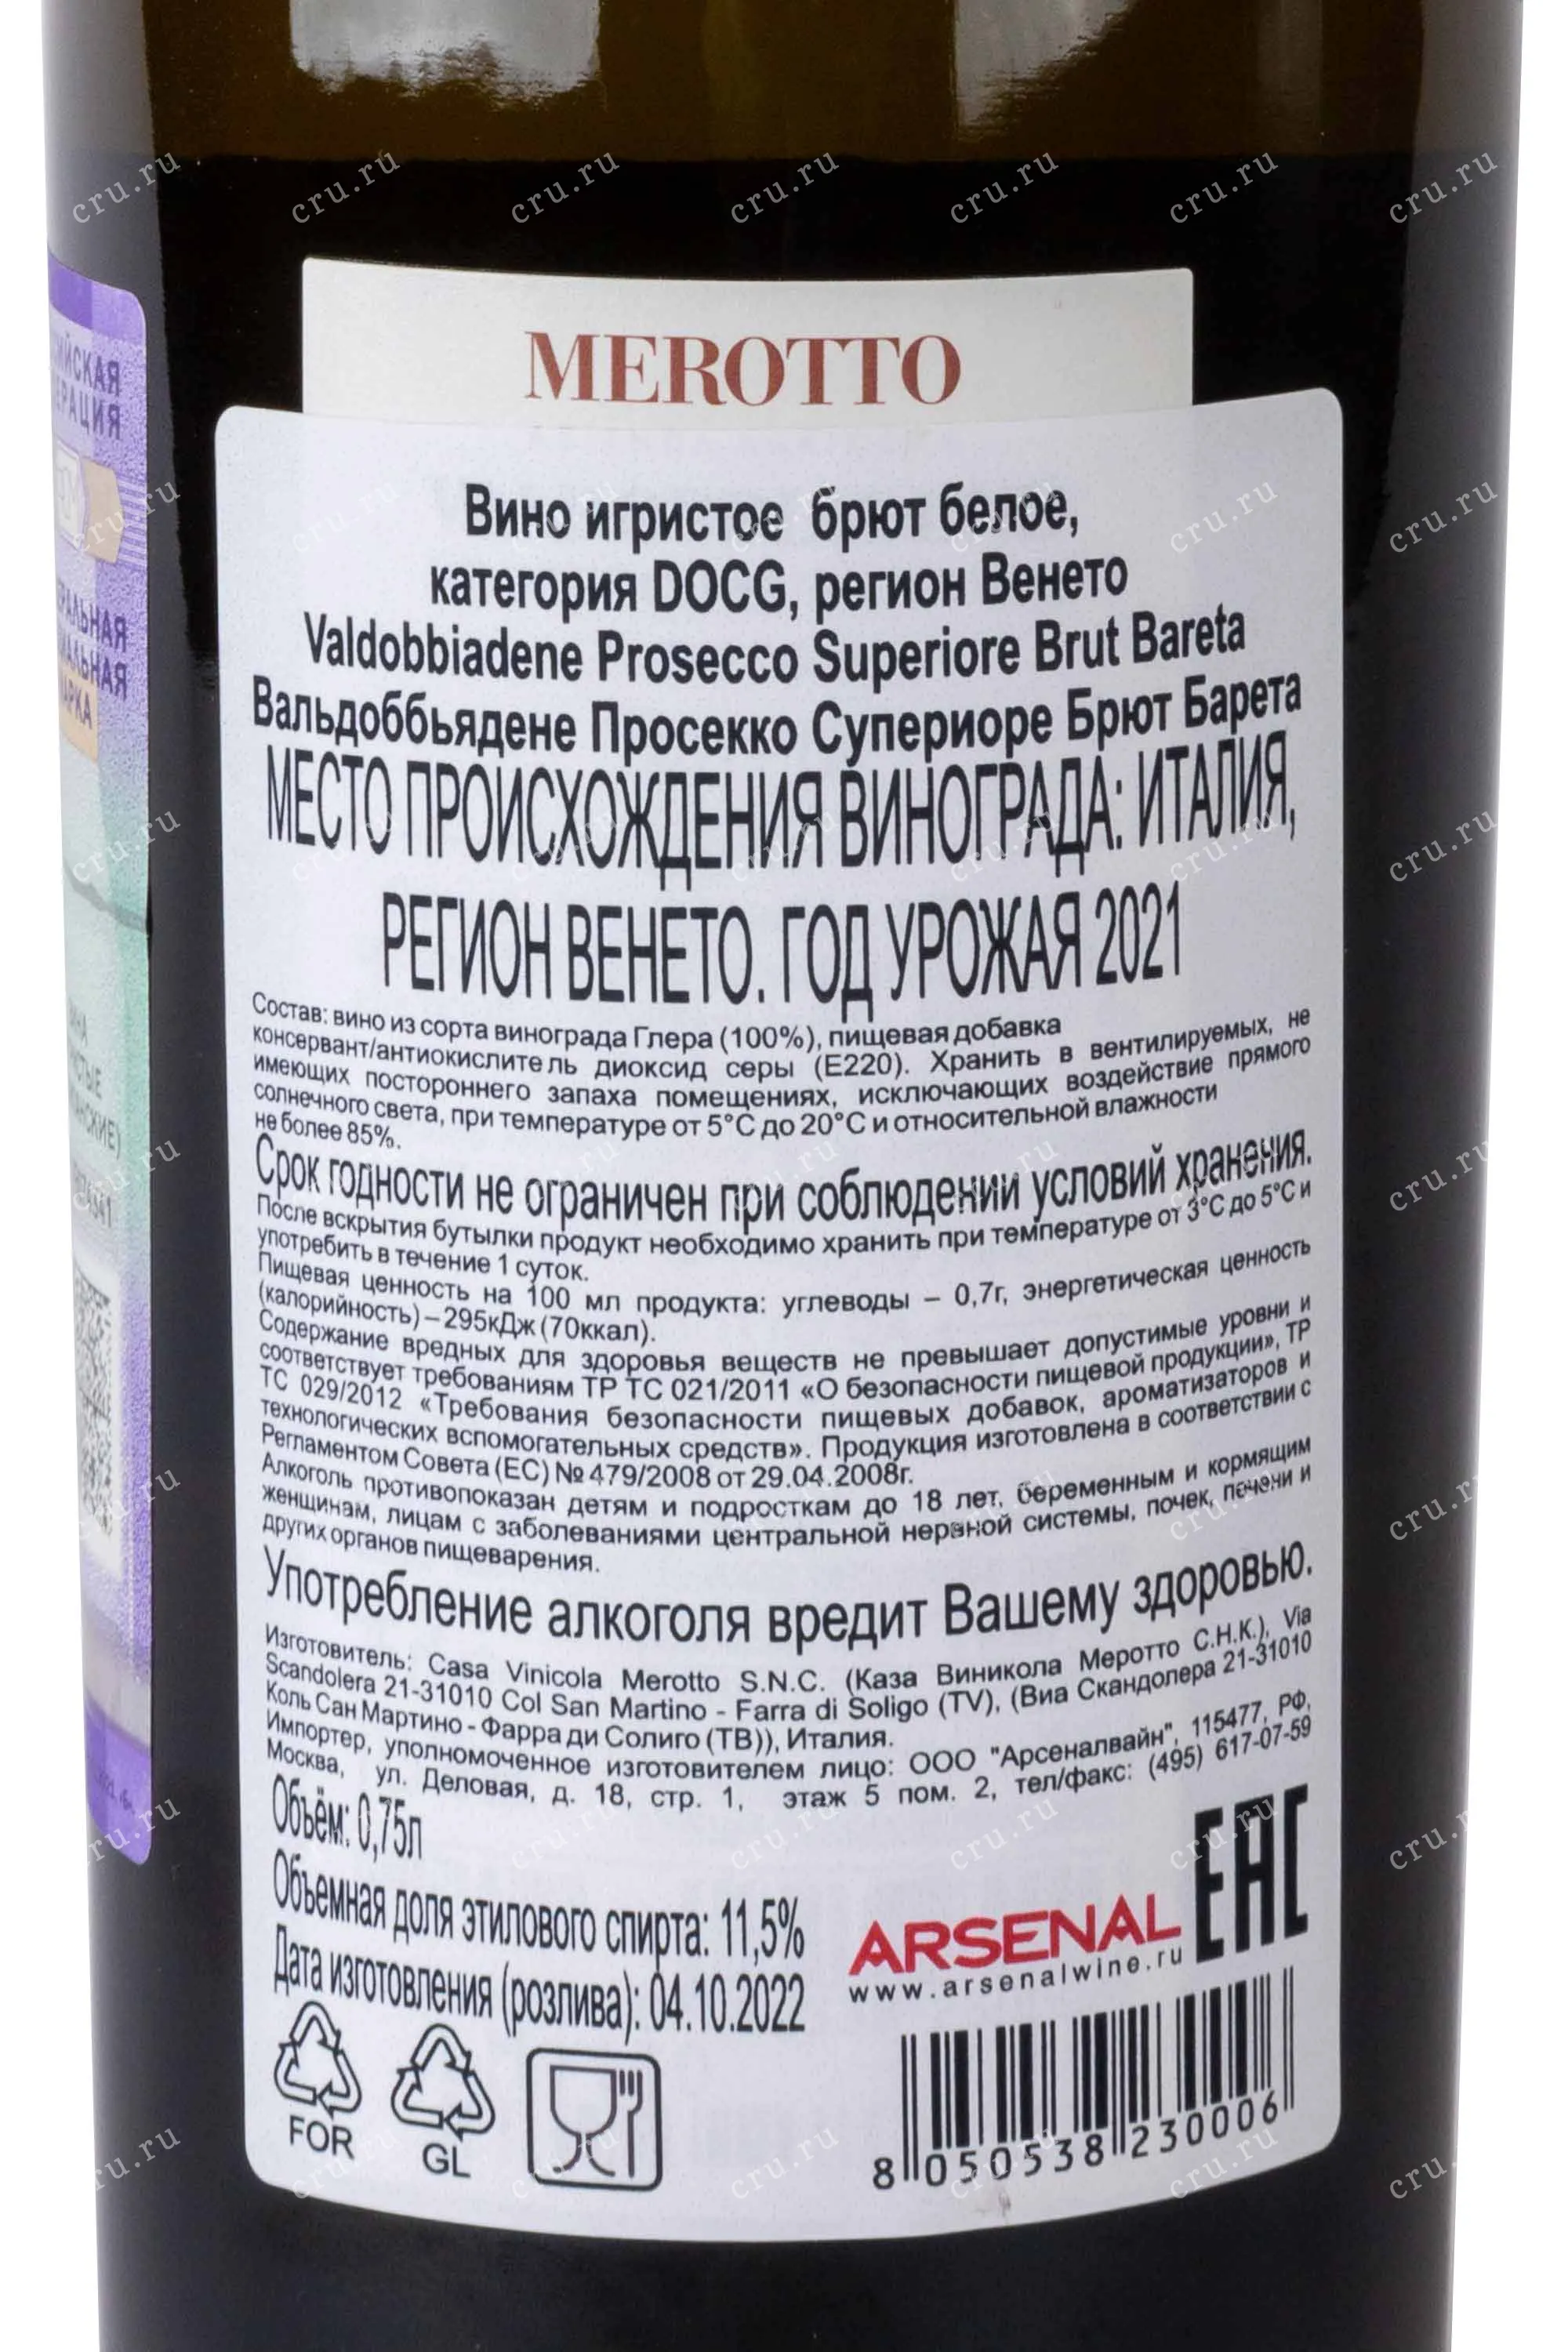 MEROTTO
Вино игристое брют белое,
категория DOCG, регион Венето
Valdobbiadene Prosecco Superiore Brut Bareta
Вальдоббьядене Просекко Супериоре Брют Барета
МЕСТО ПРОИСХОЖДЕНИЯ ВИНОГРАДА: ИТАЛИЯ,
РЕГИОН ВЕНЕТО. ГОД УРОЖАЯ 2021
Состав: вино из сорта винограда Глера (100%), пищевая добавка
консервант/антиокислитель диоксид серы (Е220). Хранить в вентилируемых, не
имеющих постороннего запаха помещениях, исключающих воздействие прямого
солнечного света, при температуре от 5°С до 20°С и относительной влажности
не более 85%.
Срок годности не ограничен при соблюдении условий хранения.
После вскрытия бутылки продукт необходимо хранить при температуре от 3°С до 5°С и
употребить в течение 1 суток.
Пищевая ценность на 100 мл продукта: углеводы – 0,7г, энергетическая ценность
(калорийность) – 295кДж (70ккал).
Содержание вредных для здоровья веществ не превышает допустимые уровни и
соответствует требованиям ТР ТС 021/2011 «О безопасности пищевой продукции», ТР
ТС 029/2012 «Требования безопасности пищевых добавок, ароматизаторов и
технологических вспомогательных средств». Продукция изготовлена в соответствии с
Регламентом Совета (ЕС) № 479/2008 от 29.04.2008г.
Алкоголь противопоказан детям и подросткам до 18 лет, беременным и кормящим
женщинам, лицам с заболеваниями центральной нервной системы, почек, печени и
других органов пищеварения.
Употребление алкоголя вредит Вашему здоровью.
Изготовитель: Casa Vinicola Merotto S.N.C. (Каза Виникола Меротто С.Н.К.), Via
Scandolera 21-31010 Col San Martino - Farra di Soligo (TV), (Виа Скандолера 21-31010
Коль Сан Мартино - Фарра ди Солиго (ТВ)), Италия.
Импортер, уполномоченное изготовителем лицо: ООО "Арсеналвайн", 115477, РФ,
Москва, ул. Деловая, д. 18, стр. 1, этаж 5 пом. 2, тел/факс: (495) 617-07-59
Объём: 0,75л
Объемная доля этилового спирта: 11,5%
Дата изготовления (розлива): 04.10.2022
ARSENAL
www.arsenalwine.ru
EAC
FOR
GL
8 050538 230006
cru.ru